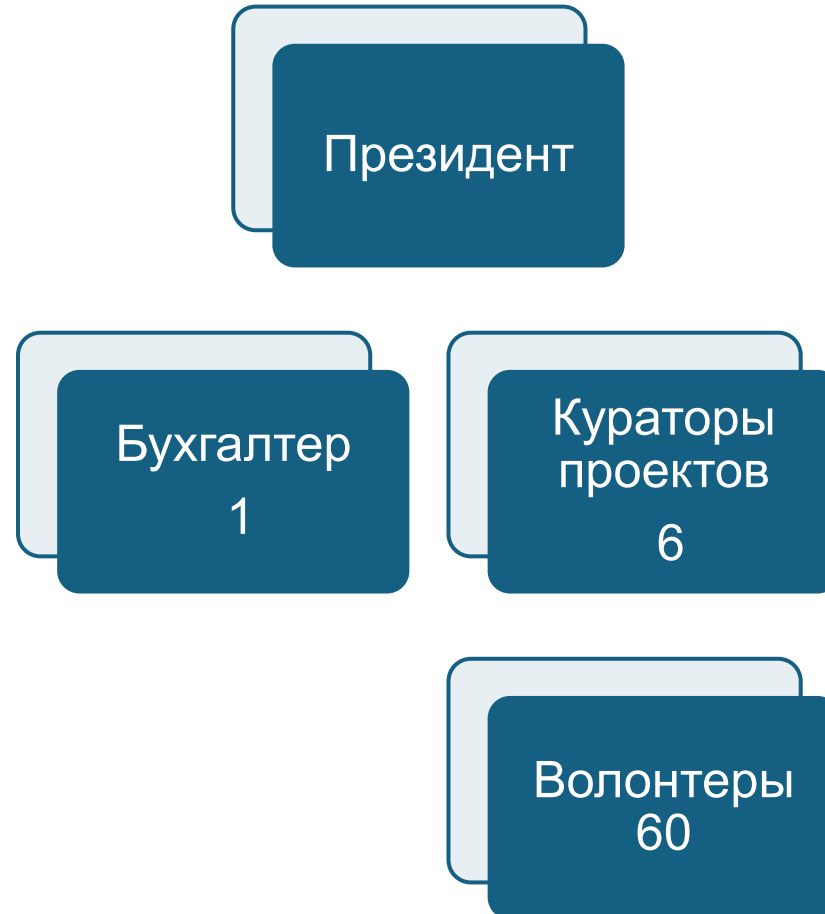 Президент
Бухгалтер
1
Кураторы
проектов
6
Волонтеры
60